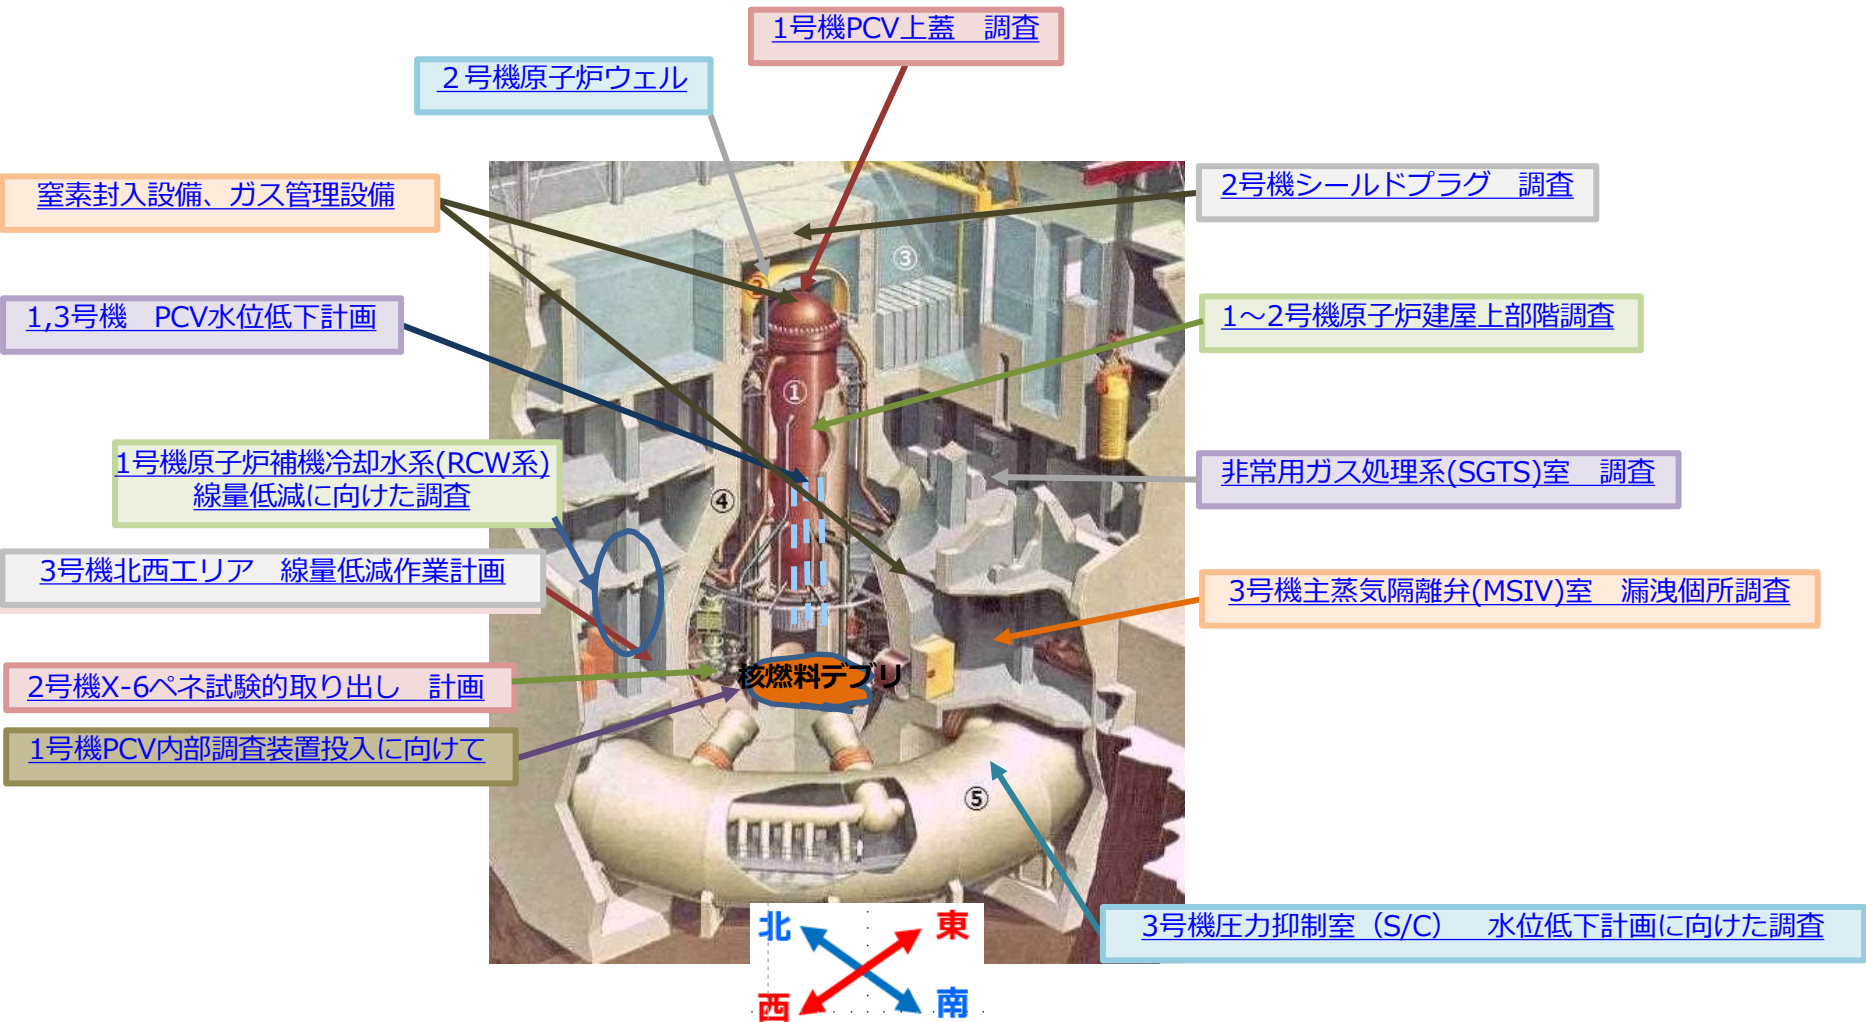 1号機PCV上蓋　調査
２号機原子炉ウェル
窒素封入設備、ガス管理設備
2号機シールドプラグ　調査
③
②
1,3号機　PCV水位低下計画
1～2号機原子炉建屋上部階調査
①
1号機原子炉補機冷却水系(RCW系)
線量低減に向けた調査
非常用ガス処理系(SGTS)室　調査
④
3号機北西エリア　線量低減作業計画
3号機主蒸気隔離弁(MSIV)室　漏洩個所調査
2号機X-6ペネ試験的取り出し　計画
核燃料デブリ
1号機PCV内部調査装置投入に向けて
⑤
3号機圧力抑制室（S/C）　水位低下計画に向けた調査
北
東
西
南